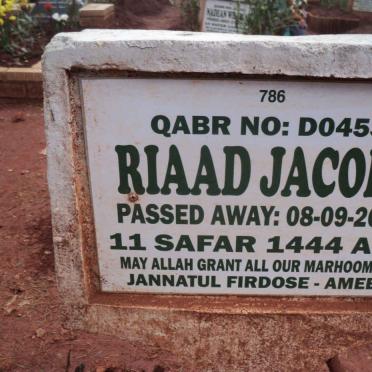 786
QABR NO: D045
RIAAD JACO
PASSED AWAY: 08-09-20
11 SAFAR 1444 A
MAY ALLAH GRANT ALL OUR MARHOOM
JANNATUL FIRDOSE - AMEE